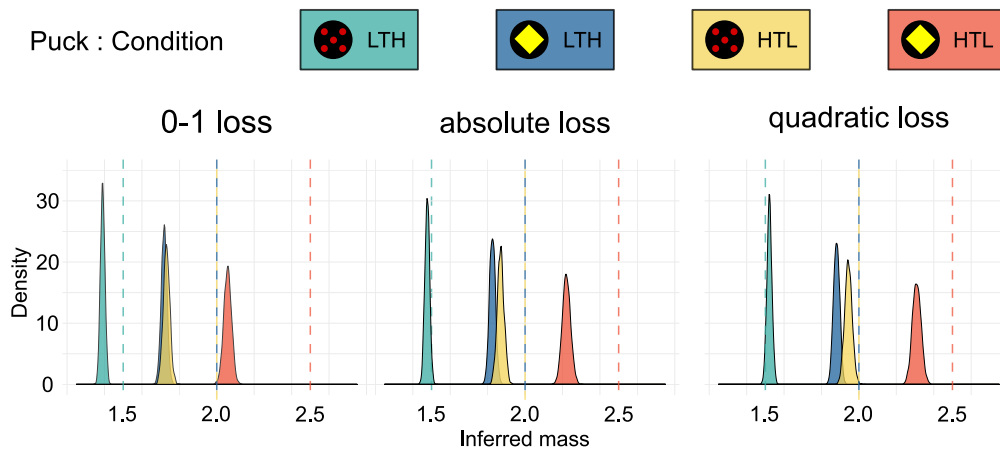 Puck : Condition LTH LTH HTL HTL
0-1 loss absolute loss quadratic loss
30
20
10
0
Density
1.5 2.0 2.5 1.5 2.0 2.5 1.5 2.0 2.5
Inferred mass